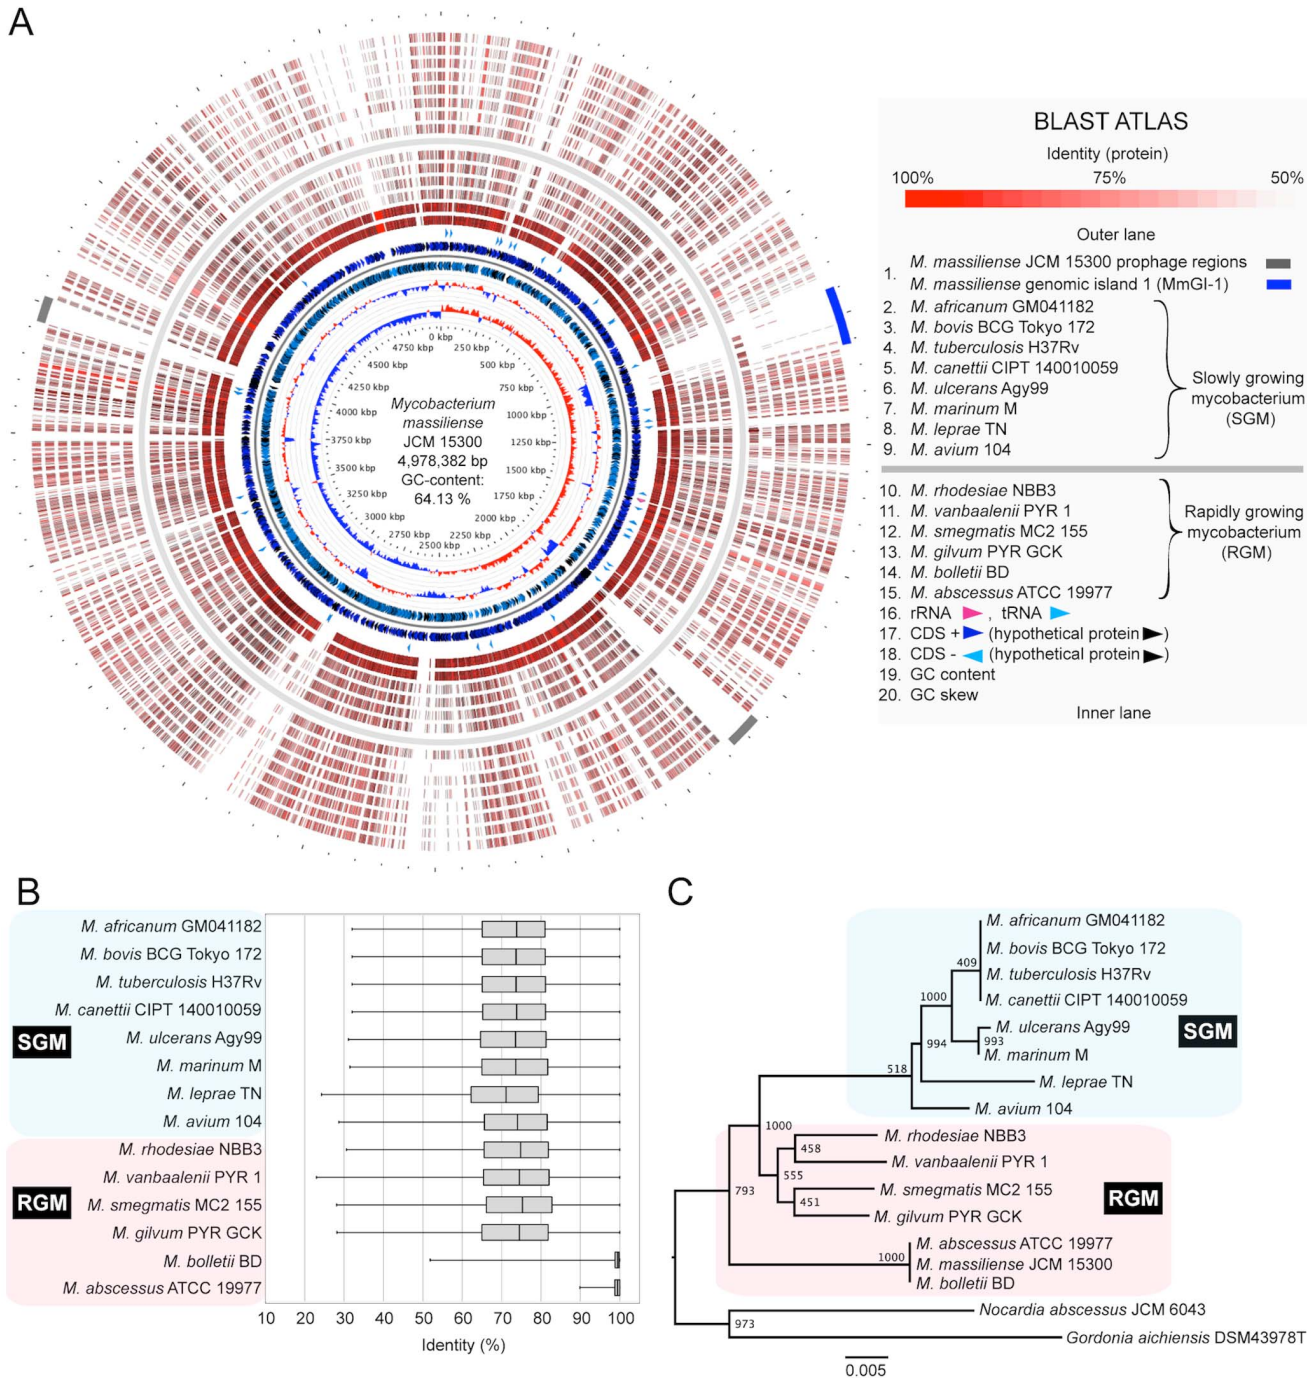 A
0 kbp
250 kbp
500 kbp
750 kbp
1000 kbp
1250 kbp
1500 kbp
1750 kbp
2000 kbp
2250 kbp
2500 kbp
2750 kbp
3000 kbp
3250 kbp
3500 kbp
3750 kbp
4000 kbp
4250 kbp
4500 kbp
4750 kbp
Mycobacterium
massiliense
JCM 15300
4,978,382 bp
GC-content:
64.13 %
BLAST ATLAS
Identity (protein)
100% 75% 50%
Outer lane
1. M. massiliense JCM 15300 prophage regions
M. massiliense genomic island 1 (MmGI-1)
2. M. africanum GM041182
3. M. bovis BCG Tokyo 172
4. M. tuberculosis H37Rv
5. M. canettii CIPT 140010059
6. M. ulcerans Agy99
7. M. marinum M
8. M. leprae TN
9. M. avium 104
Slowly growing
mycobacterium
(SGM)
10. M. rhodesiae NBB3
11. M. vanbaalenii PYR 1
12. M. smegmatis MC2 155
13. M. gilvum PYR GCK
14. M. bolletii BD
15. M. abscessus ATCC 19977
Rapidly growing
mycobacterium
(RGM)
16. rRNA , tRNA
17. CDS + (hypothetical protein )
18. CDS - (hypothetical protein )
19. GC content
20. GC skew
Inner lane
B
M. africanum GM041182
M. bovis BCG Tokyo 172
M. tuberculosis H37Rv
M. canettii CIPT 140010059
M. ulcerans Agy99
M. marinum M
M. leprae TN
M. avium 104
SGM
M. rhodesiae NBB3
M. vanbaalenii PYR 1
M. smegmatis MC2 155
M. gilvum PYR GCK
M. bolletii BD
M. abscessus ATCC 19977
RGM
10 20 30 40 50 60 70 80 90 100
Identity (%)
C
M. africanum GM041182
M. bovis BCG Tokyo 172
409
M. tuberculosis H37Rv
M. canettii CIPT 140010059
1000
M. ulcerans Agy99
994
993
M. marinum M
518
M. leprae TN
M. avium 104
SGM
1000
M. rhodesiae NBB3
458
M. vanbaalenii PYR 1
555
793
M. smegmatis MC2 155
451
M. gilvum PYR GCK
RGM
M. abscessus ATCC 19977
1000
M. massiliense JCM 15300
M. bolletii BD
Nocardia abscessus JCM 6043
973
Gordonia aichiensis DSM43978T
0.005